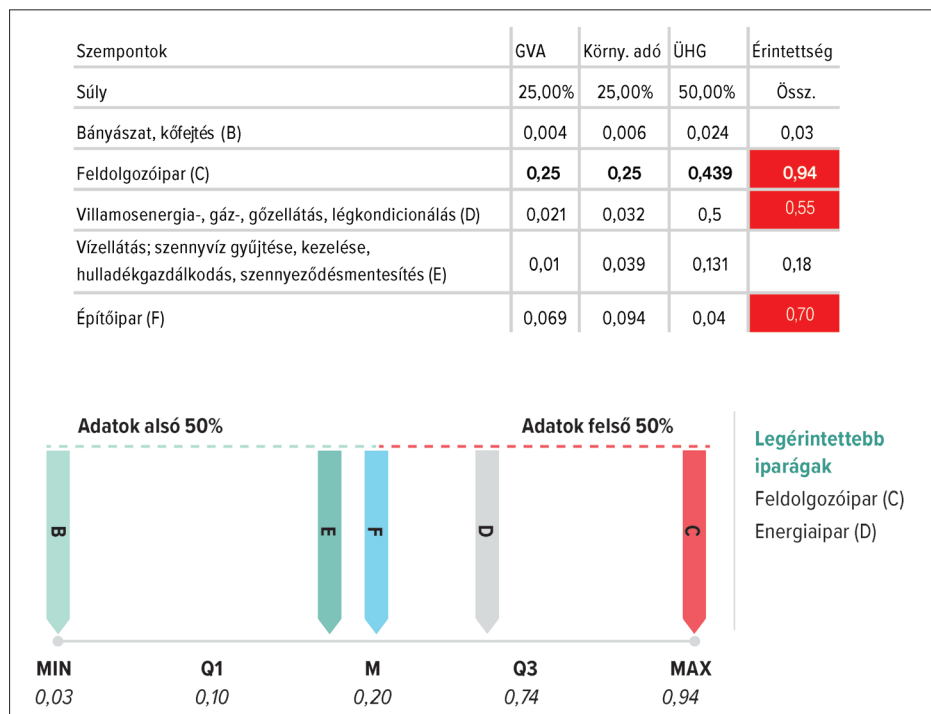 Szempontok GVA Körny. adó ÜHG Érintettség
Súly 25,00% 25,00% 50,00% Össz.
Bányászat, kőfejtés (B) 0,004 0,006 0,024 0,03
Feldolgozóipar (C) 0,25 0,25 0,439 0,94
Villamosenergia-, gáz-, gőzellátás, légkondicionálás (D) 0,021 0,032 0,5 0,55
Vízellátás; szennyvíz gyűjtése, kezelése,
hulladékgazdálkodás, szennyeződésmentesítés (E) 0,01 0,039 0,131 0,18
Építőipar (F) 0,069 0,094 0,04 0,70
Adatok alsó 50% Adatok felső 50%
B E F D C
MIN Q1 M Q3 MAX
0,03 0,10 0,20 0,74 0,94
Legérintettebb
iparágak
Feldolgozóipar (C)
Energiaipar (D)